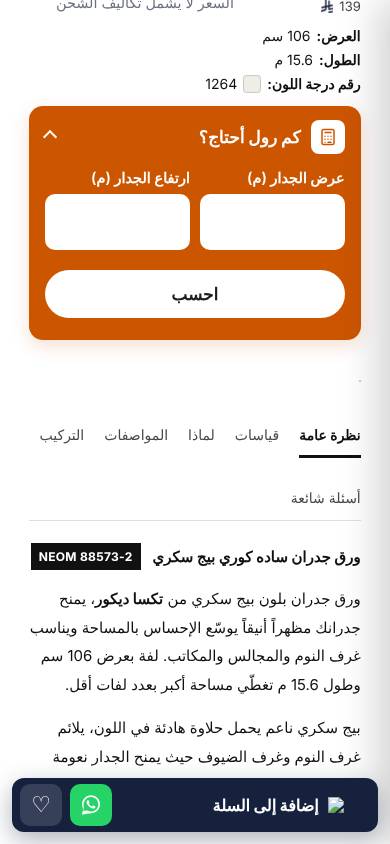 139 السعر لا يشمل تكاليف الشحن
العرض: 106 سم
الطول: 15.6 م
رقم درجة اللون: 1264
كم رول أحتاج؟
عرض الجدار (م) ارتفاع الجدار (م)
احسب
نظرة عامة قياسات لماذا المواصفات التركيب
أسئلة شائعة
ورق جدران ساده كوري بيج سكري NEOM 88573-2
ورق جدران بلون بيج سكري من تكسا ديكور، يمنح
جدرانك مظهراً أنيقاً يوسّع الإحساس بالمساحة ويناسب
غرف النوم والمجالس والمكاتب. لفة بعرض 106 سم
وطول 15.6 م تغطّي مساحة أكبر بعدد لفات أقل.
بيج سكري ناعم يحمل حلاوة هادئة في اللون، يلائم
غرف النوم وغرف الضيوف حيث يمنح الجدار نعومة
إضافة إلى السلة